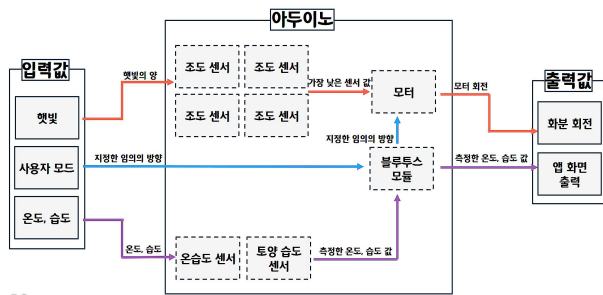 아두이노
입력값
출력값
햇빛
사용자 모드
온도, 습도
햇빛의 양
조도 센서
조도 센서
조도 센서
조도 센서
가장 낮은 센서 값
모터
모터 회전
화분 회전
지정한 임의의 방향
지정한 임의의 방향
블루투스
모듈
측정한 온도, 습도 값
앱 화면
출력
온도, 습도
온습도 센서
토양 습도
센서
측정한 온도, 습도 값